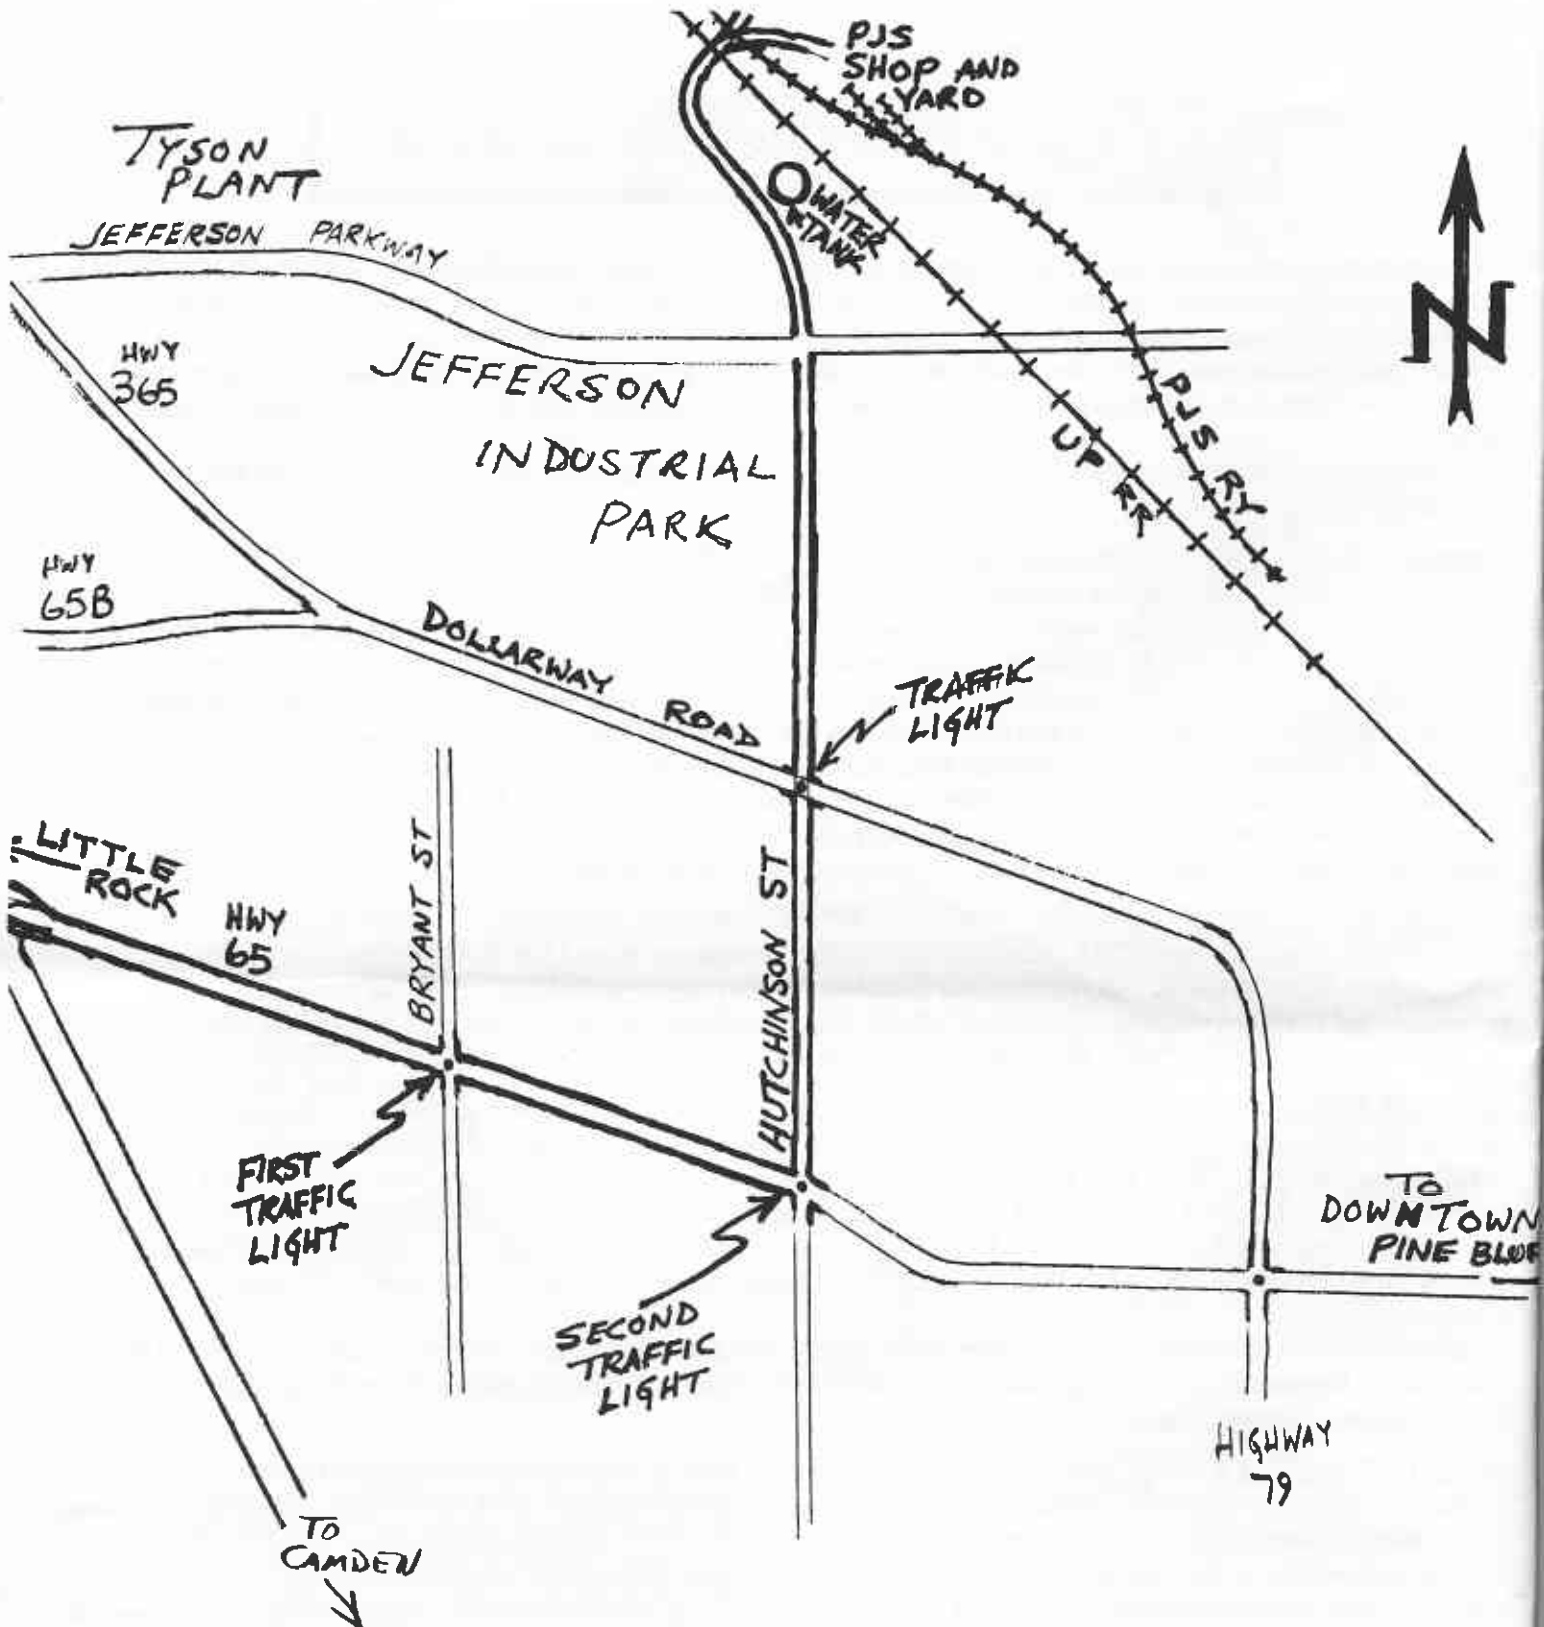 PJS
SHOP AND
YARD
TYSON
PLANT
JEFFERSON PARKWAY
WATER
TANK
N
HWY
365
JEFFERSON
INDUSTRIAL
PARK
PJS RY
UP RR
HWY
65B
DOLLARWAY ROAD
TRAFFIC
LIGHT
LITTLE
ROCK
HWY
65
BRYANT ST
HUTCHINSON ST
FIRST
TRAFFIC
LIGHT
SECOND
TRAFFIC
LIGHT
TO
DOWNTOWN
PINE BLUF
HIGHWAY
79
TO
CAMDEN